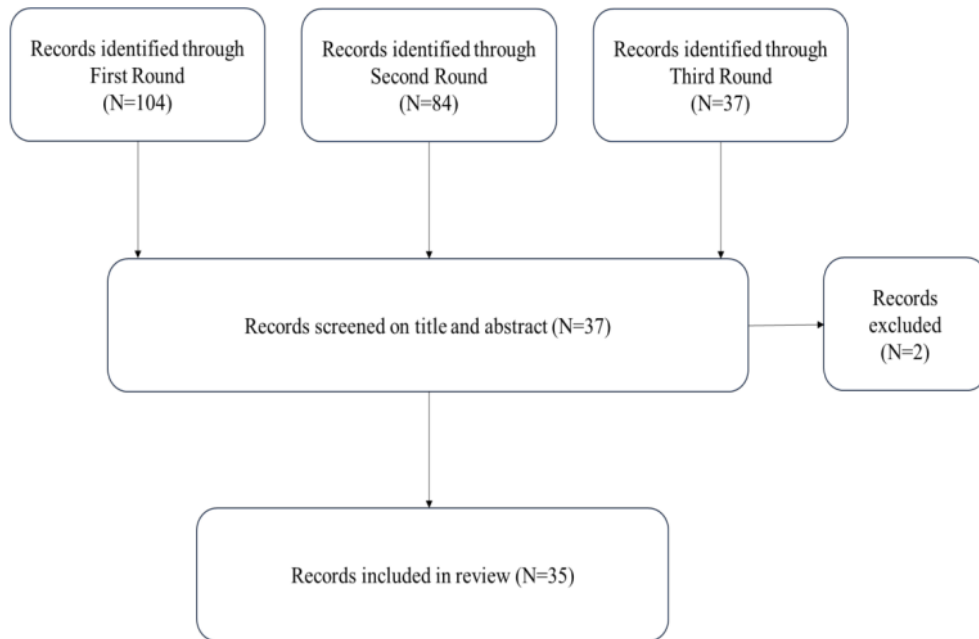 Records identified through
First Round
(N=104)
Records identified through
Second Round
(N=84)
Records identified through
Third Round
(N=37)
Records screened on title and abstract (N=37)
Records
excluded
(N=2)
Records included in review (N=35)